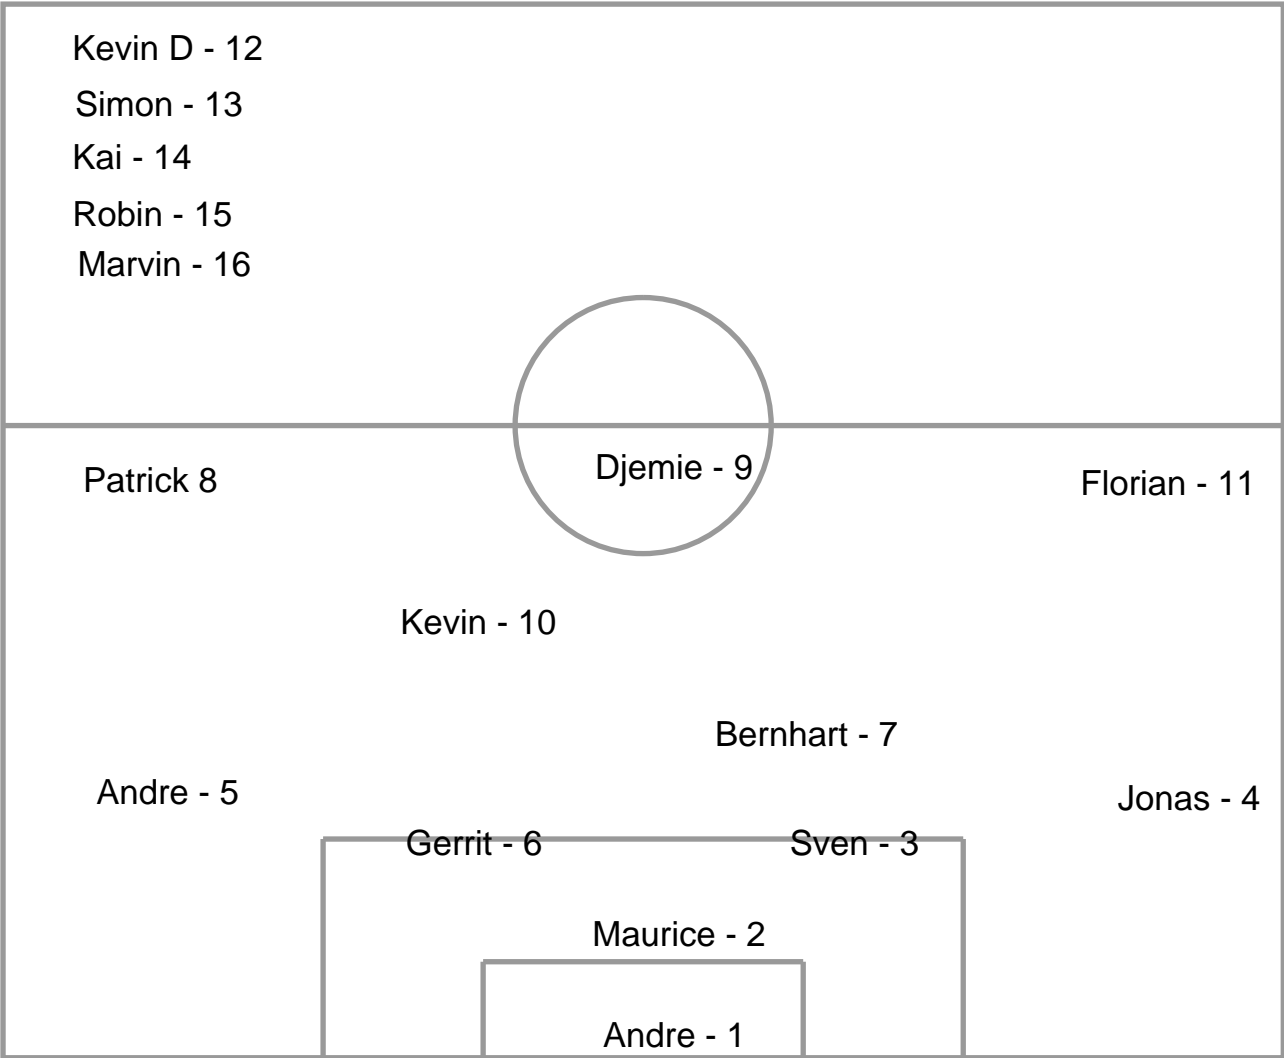 Kevin D - 12
Simon - 13
Kai - 14
Robin - 15
Marvin - 16
Patrick 8
Djemie - 9
Florian - 11
Kevin - 10
Bernhart - 7
Andre - 5
Jonas - 4
Gerrit - 6
Sven - 3
Maurice - 2
Andre - 1